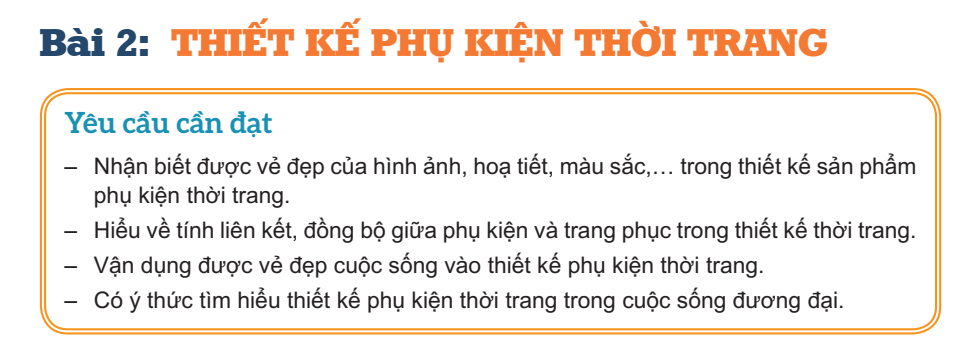 Bài 2: THIẾT KẾ PHỤ KIỆN THỜI TRANG
Yêu cầu cần đạt
– Nhận biết được vẻ đẹp của hình ảnh, hoạ tiết, màu sắc,… trong thiết kế sản phẩm
phụ kiện thời trang.
– Hiểu về tính liên kết, đồng bộ giữa phụ kiện và trang phục trong thiết kế thời trang.
– Vận dụng được vẻ đẹp cuộc sống vào thiết kế phụ kiện thời trang.
– Có ý thức tìm hiểu thiết kế phụ kiện thời trang trong cuộc sống đương đại.